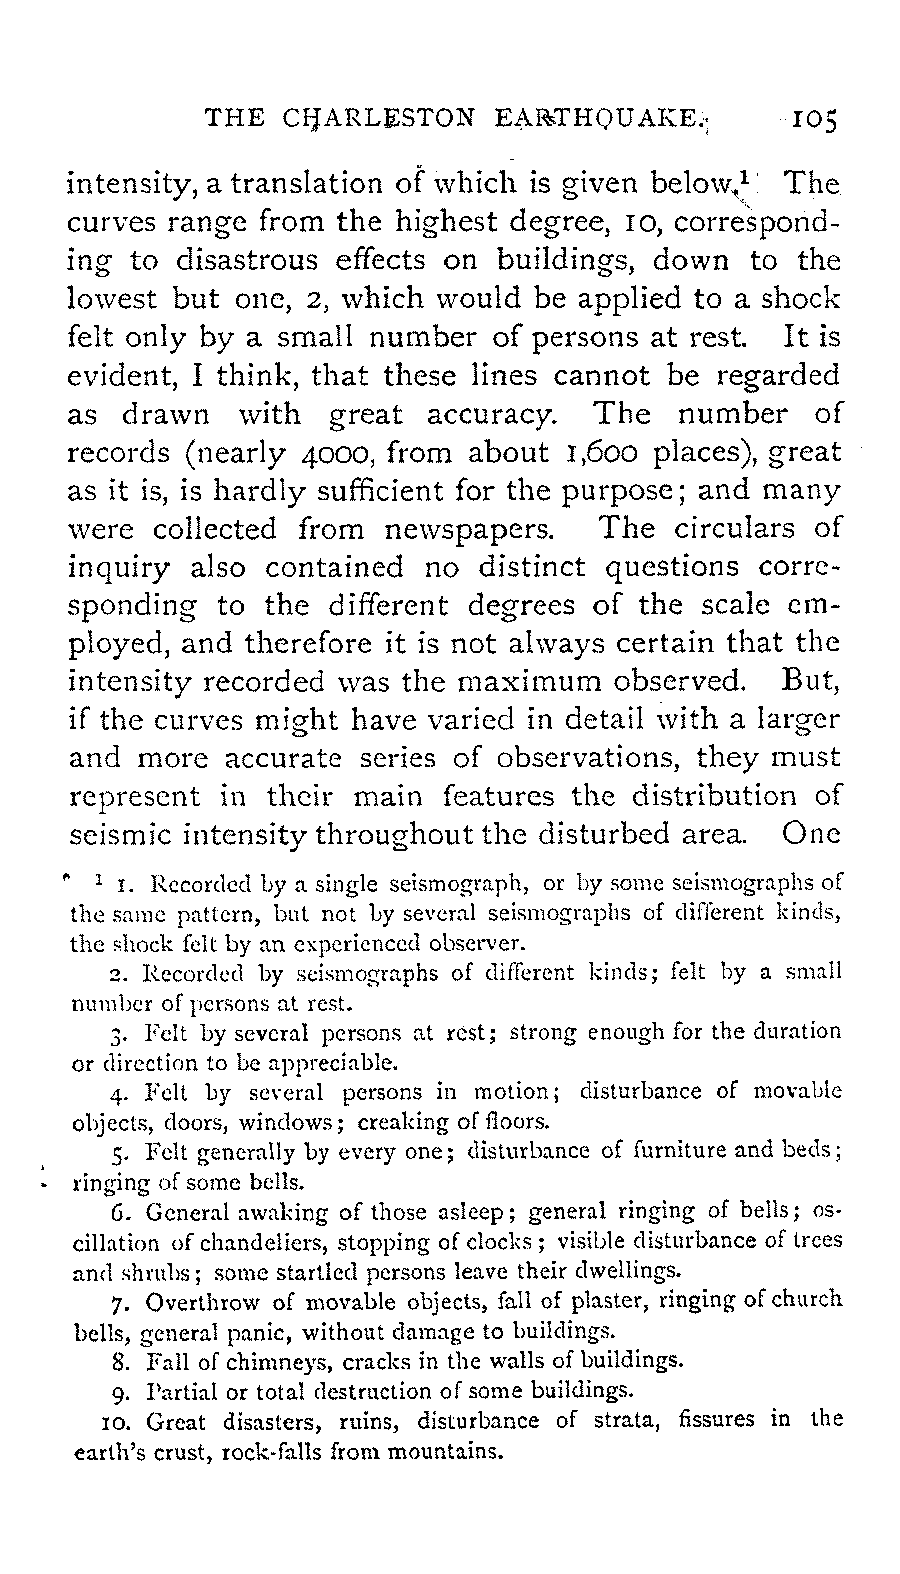 THE CHARLESTON EARTHQUAKE. 105
intensity, a translation of which is given below.¹ The
curves range from the highest degree, 10, correspond-
ing to disastrous effects on buildings, down to the
lowest but one, 2, which would be applied to a shock
felt only by a small number of persons at rest. It is
evident, I think, that these lines cannot be regarded
as drawn with great accuracy. The number of
records (nearly 4000, from about 1,600 places), great
as it is, is hardly sufficient for the purpose; and many
were collected from newspapers. The circulars of
inquiry also contained no distinct questions corre-
sponding to the different degrees of the scale em-
ployed, and therefore it is not always certain that the
intensity recorded was the maximum observed. But,
if the curves might have varied in detail with a larger
and more accurate series of observations, they must
represent in their main features the distribution of
seismic intensity throughout the disturbed area. One
¹ 1. Recorded by a single seismograph, or by some seismographs of
the same pattern, but not by several seismographs of different kinds,
the shock felt by an experienced observer.
2. Recorded by seismographs of different kinds; felt by a small
number of persons at rest.
3. Felt by several persons at rest; strong enough for the duration
or direction to be appreciable.
4. Felt by several persons in motion; disturbance of movable
objects, doors, windows; creaking of floors.
5. Felt generally by every one; disturbance of furniture and beds;
ringing of some bells.
6. General awaking of those asleep; general ringing of bells; os-
cillation of chandeliers, stopping of clocks; visible disturbance of trees
and shrubs; some startled persons leave their dwellings.
7. Overthrow of movable objects, fall of plaster, ringing of church
bells, general panic, without damage to buildings.
8. Fall of chimneys, cracks in the walls of buildings.
9. Partial or total destruction of some buildings.
10. Great disasters, ruins, disturbance of strata, fissures in the
earth's crust, rock-falls from mountains.